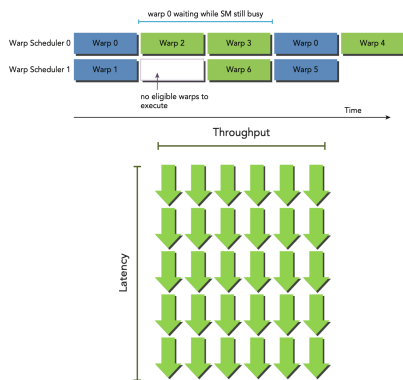 warp 0 waiting while SM still busy
Warp Scheduler 0 Warp 0 Warp 2 Warp 3 Warp 0 Warp 4
Warp Scheduler 1 Warp 1 Warp 6 Warp 5
no eligible warps to
execute
Time
Throughput
Latency